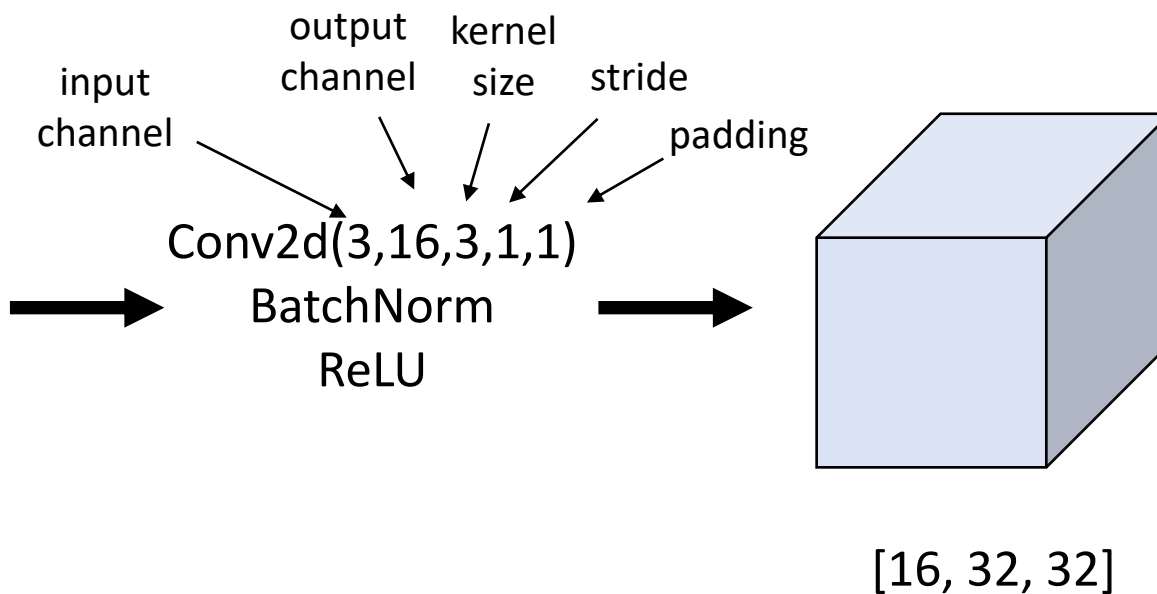 input
channel
output
channel
kernel
size
stride
padding
Conv2d(3,16,3,1,1)
BatchNorm
ReLU
[16, 32, 32]